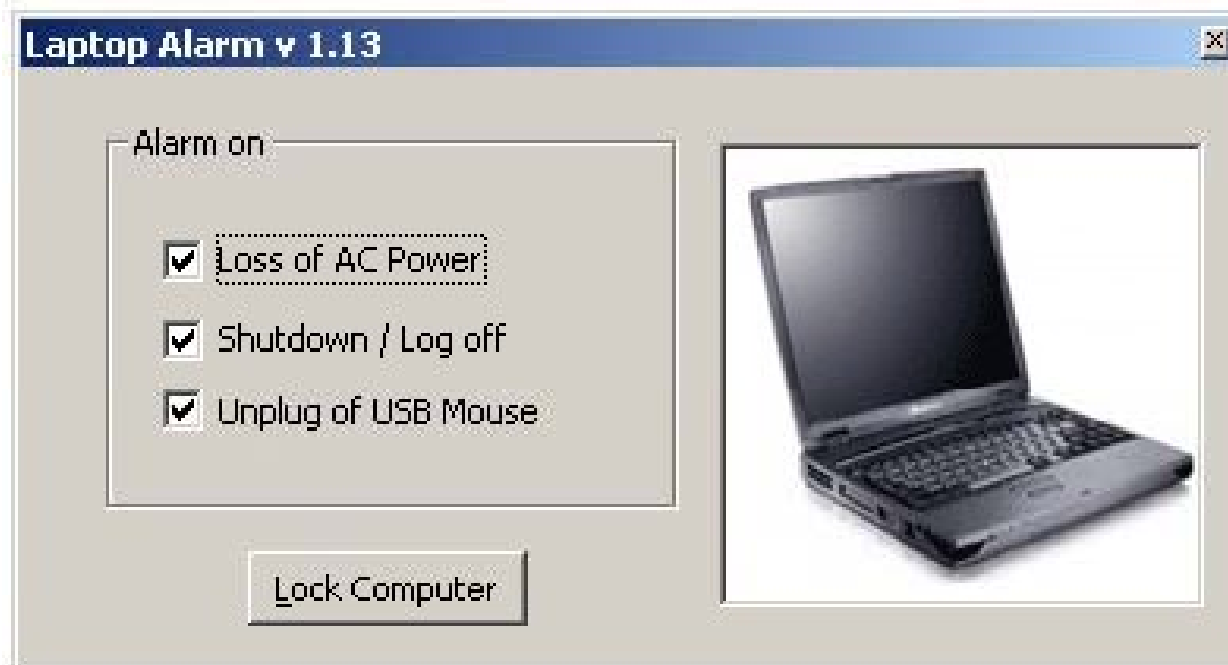 Laptop Alarm v 1.13
Alarm on
Loss of AC Power
Shutdown / Log off
Unplug of USB Mouse
Lock Computer